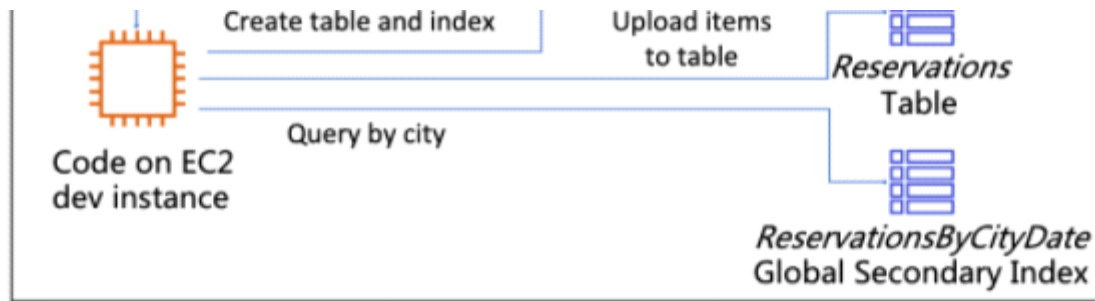 Create table and index
Upload items
to table
Reservations
Table
Query by city
Code on EC2
dev instance
ReservationsByCityDate
Global Secondary Index